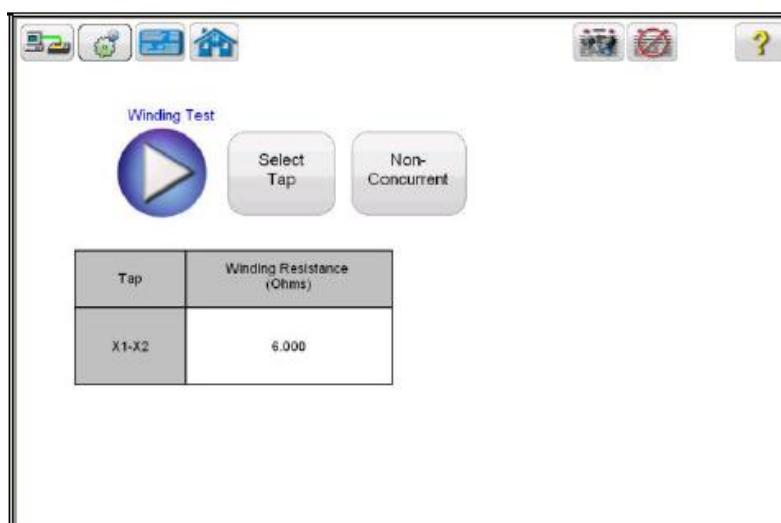 ?
Winding Test
Select
Tap
Non-
Concurrent
Tap
Winding Resistance
(Ohms)
X1-X2
6.000